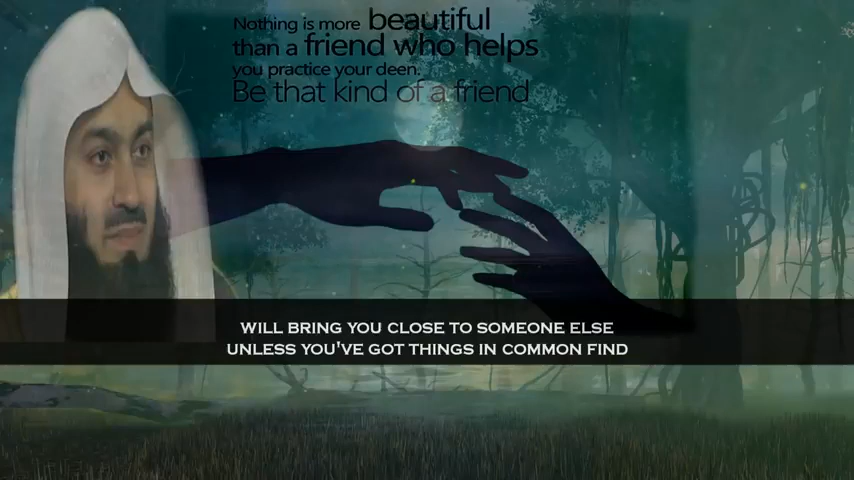 Nothing is more beautiful
than a friend who helps
you practice your deen.
Be that kind of a friend
WILL BRING YOU CLOSE TO SOMEONE ELSE
UNLESS YOU'VE GOT THINGS IN COMMON FIND